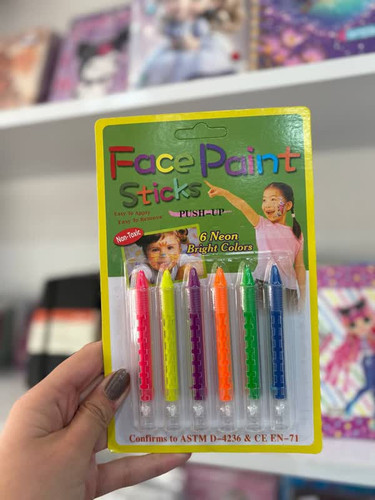 Face Paint
Sticks
PUSH-UP
Easy To Apply
Easy To Remove
Non-Toxic
6 Neon
Bright Colors
Confirms to ASTM D-4236 & CE EN-71